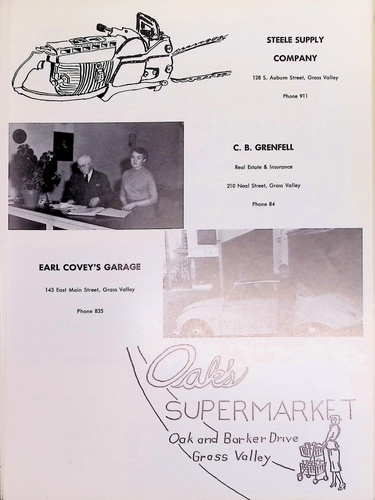 STEELE SUPPLY
COMPANY
128 S. Auburn Street, Grass Valley
Phone 911
C. B. GRENFELL
Real Estate & Insurance
210 Neal Street, Grass Valley
Phone 84
EARL COVEY'S GARAGE
143 East Main Street, Grass Valley
Phone 835
Oak's
SUPERMARKET
Oak and Barker Drive
Grass Valley